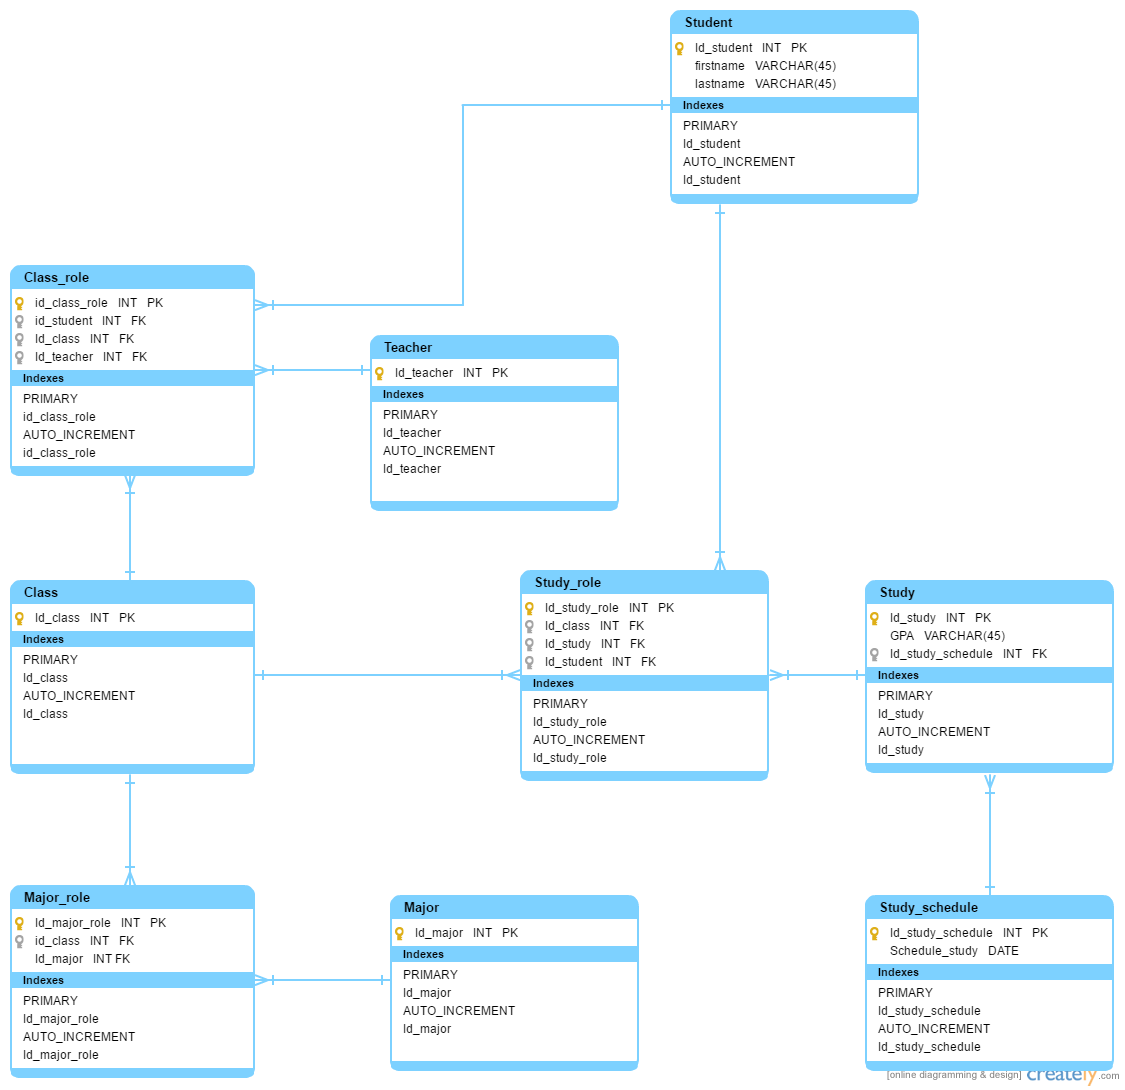 Student
Id_student INT PK
firstname VARCHAR(45)
lastname VARCHAR(45)
Indexes
PRIMARY
Id_student
AUTO_INCREMENT
Id_student
Class_role
id_class_role INT PK
id_student INT FK
Id_class INT FK
Id_teacher INT FK
Indexes
PRIMARY
id_class_role
AUTO_INCREMENT
id_class_role
Teacher
Id_teacher INT PK
Indexes
PRIMARY
Id_teacher
AUTO_INCREMENT
Id_teacher
Class
Id_class INT PK
Indexes
PRIMARY
Id_class
AUTO_INCREMENT
Id_class
Study_role
Id_study_role INT PK
Id_class INT FK
Id_study INT FK
Id_student INT FK
Indexes
PRIMARY
Id_study_role
AUTO_INCREMENT
Id_study_role
Study
Id_study INT PK
GPA VARCHAR(45)
Id_study_schedule INT FK
Indexes
PRIMARY
Id_study
AUTO_INCREMENT
Id_study
Major_role
Id_major_role INT PK
id_class INT FK
Id_major INT FK
Indexes
PRIMARY
Id_major_role
AUTO_INCREMENT
Id_major_role
Major
Id_major INT PK
Indexes
PRIMARY
Id_major
AUTO_INCREMENT
Id_major
Study_schedule
Id_study_schedule INT PK
Schedule_study DATE
Indexes
PRIMARY
Id_study_schedule
AUTO_INCREMENT
Id_study_schedule
[online diagramming & design] creately.com